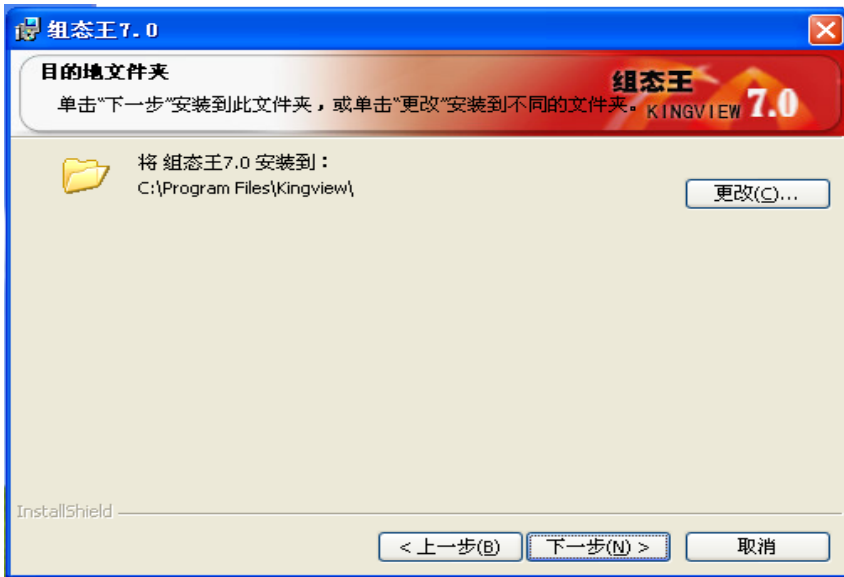 组态王7.0
目的地文件夹
单击“下一步”安装到此文件夹，或单击“更改”安装到不同的文件夹。
组态王
KINGVIEW 7.0
将 组态王7.0 安装到：
C:\Program Files\Kingview\
更改(C)...
InstallShield
< 上一步(B)
下一步(N) >
取消